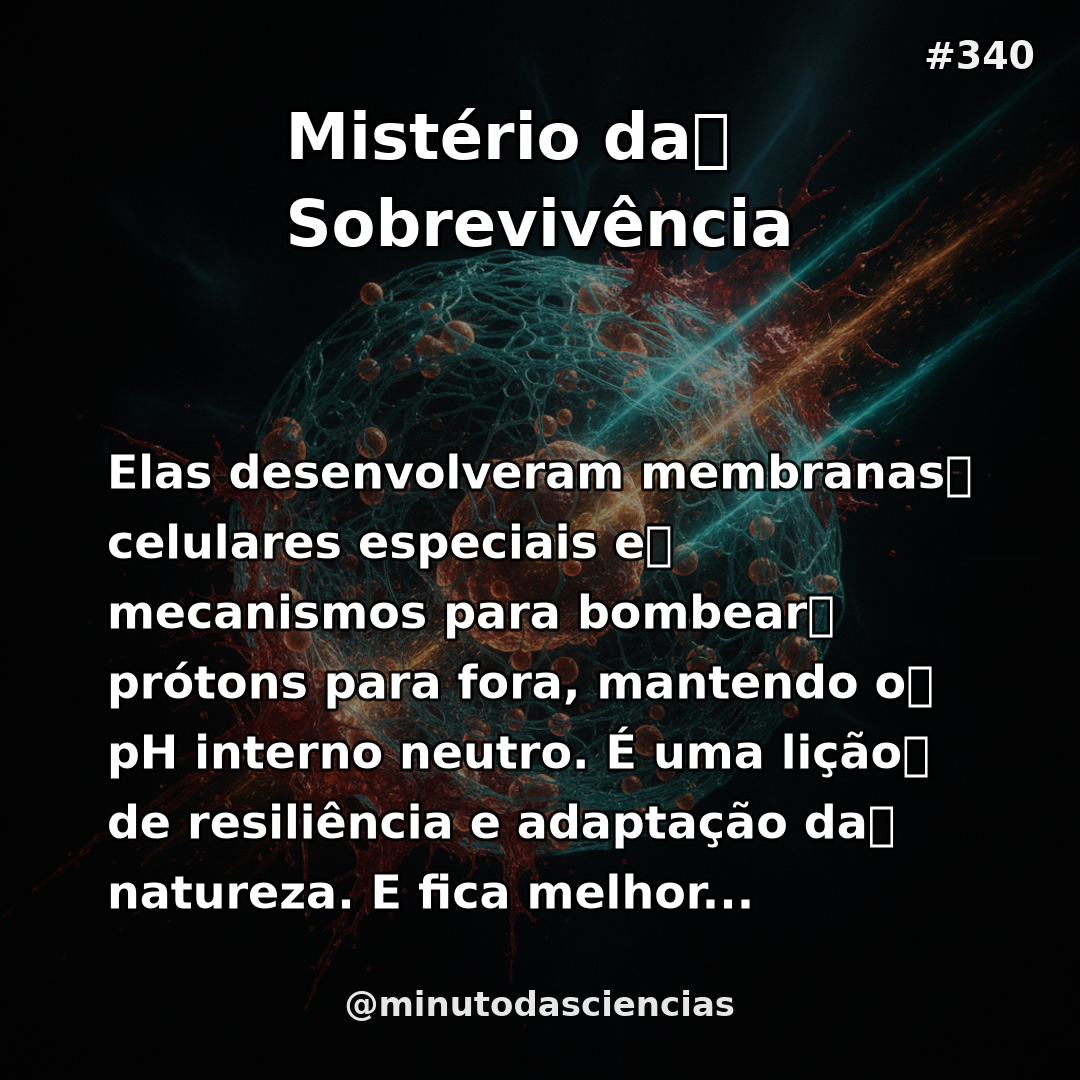 #340
Mistério da
Sobrevivência
Elas desenvolveram membranas
celulares especiais e
mecanismos para bombear
prótons para fora, mantendo o
pH interno neutro. É uma lição
de resiliência e adaptação da
natureza. E fica melhor...
@minutodasciencias